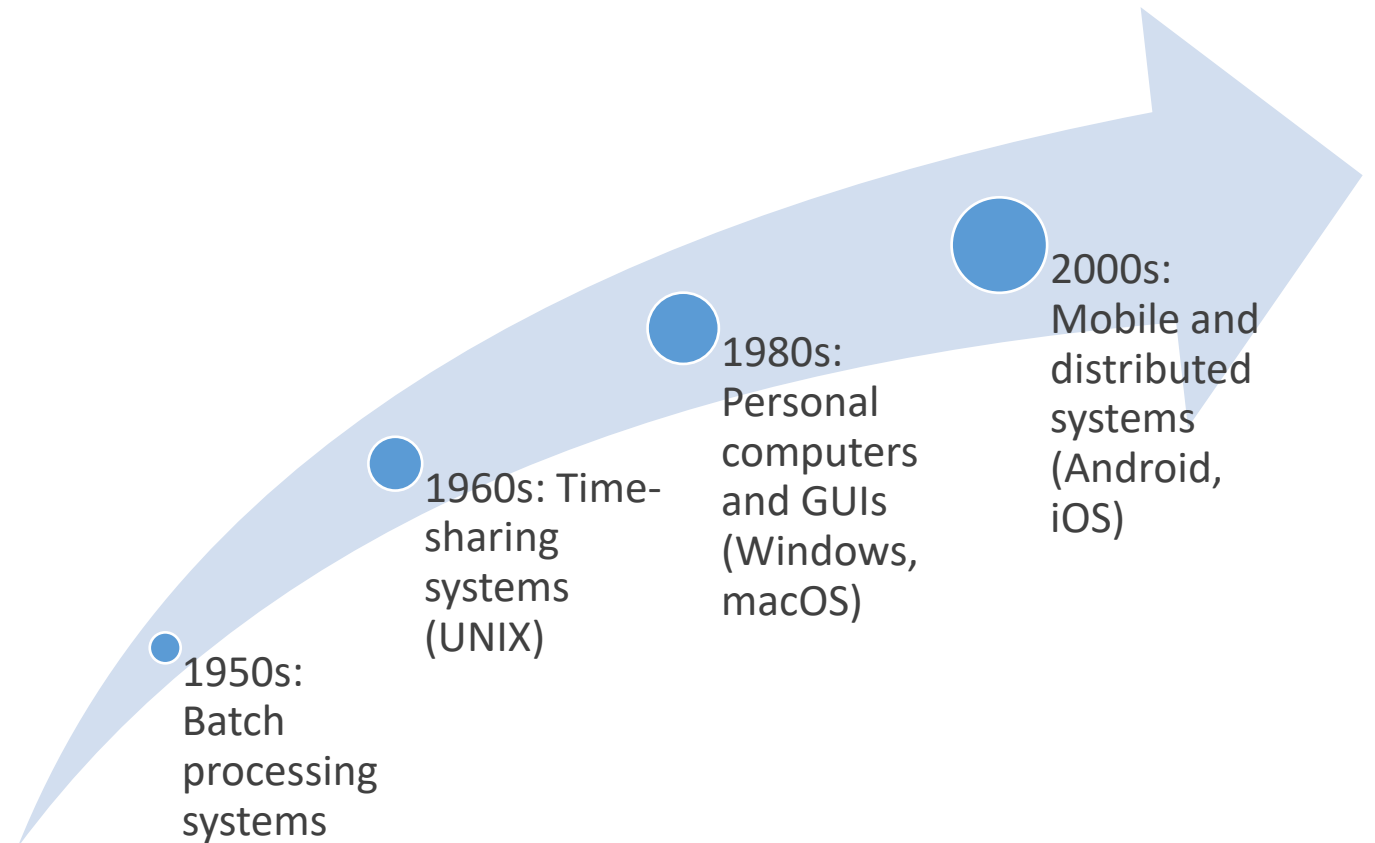 1950s:
Batch
processing
systems
1960s: Time-
sharing
systems
(UNIX)
1980s:
Personal
computers
and GUIs
(Windows,
macOS)
2000s:
Mobile and
distributed
systems
(Android,
iOS)